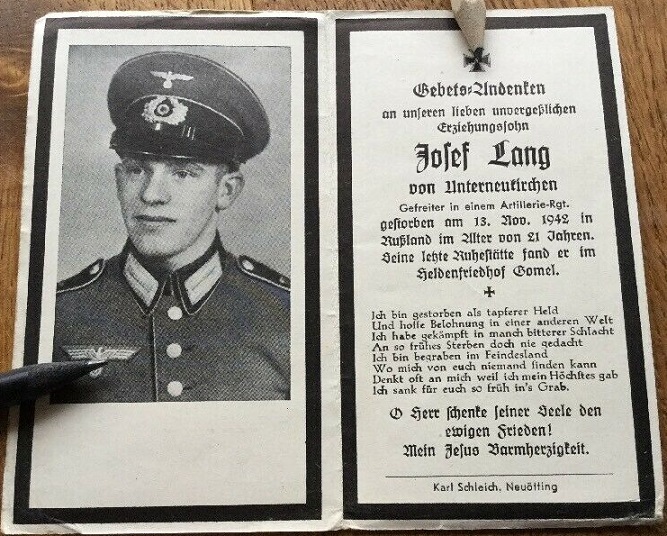 Gebets-Andenken
an unseren lieben unvergeßlichen
Erziehungssohn
Josef Lang
von Unterneukirchen
Gefreiter in einem Artillerie-Rgt.
gestorben am 13. Nov. 1942 in
Rußland im Alter von 21 Jahren.
Seine letzte Ruhestätte fand er im
Heldenfriedhof Gomel.
Ich bin gestorben als tapferer Held
Und hoffe Belohnung in einer anderen Welt
Ich habe gekämpft in manch bitterer Schlacht
An so frühes Sterben doch nie gedacht
Ich bin begraben im Feindesland
Wo mich von euch niemand finden kann
Denkt oft an mich weil ich mein Höchstes gab
Ich sank für euch so früh in's Grab.
O Herr schenke seiner Seele den
ewigen Frieden!
Mein Jesus Barmherzigkeit.
Karl Schleich, Neuötting